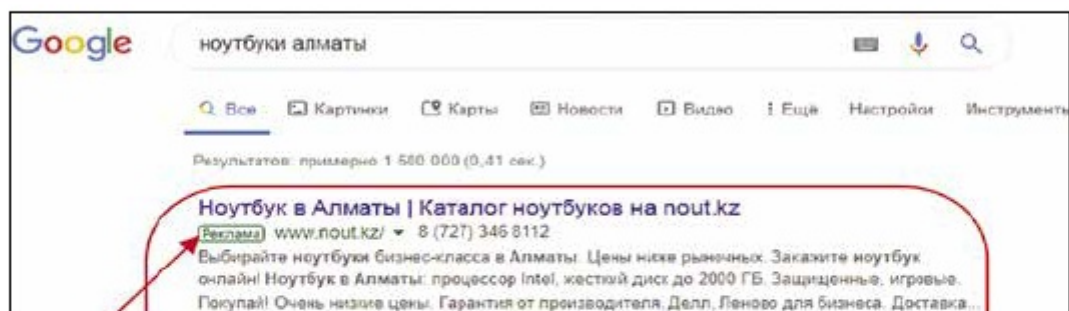 Google
ноутбуки алматы
Все Картинки Карты Новости Видео Ещё Настройки Инструменты
Результатов: примерно 1 580 000 (0,41 сек.)
Ноутбук в Алматы | Каталог ноутбуков на nout.kz
Реклама www.nout.kz/ 8 (727) 346 8112
Выбирайте ноутбуки бизнес-класса в Алматы. Цены ниже рыночных. Закажите ноутбук
онлайн! Ноутбук в Алматы: процессор Intel, жесткий диск до 2000 ГБ. Защищенные, игровые.
Покупай! Очень низкие цены. Гарантия от производителя. Делл, Леново для бизнеса. Доставка...